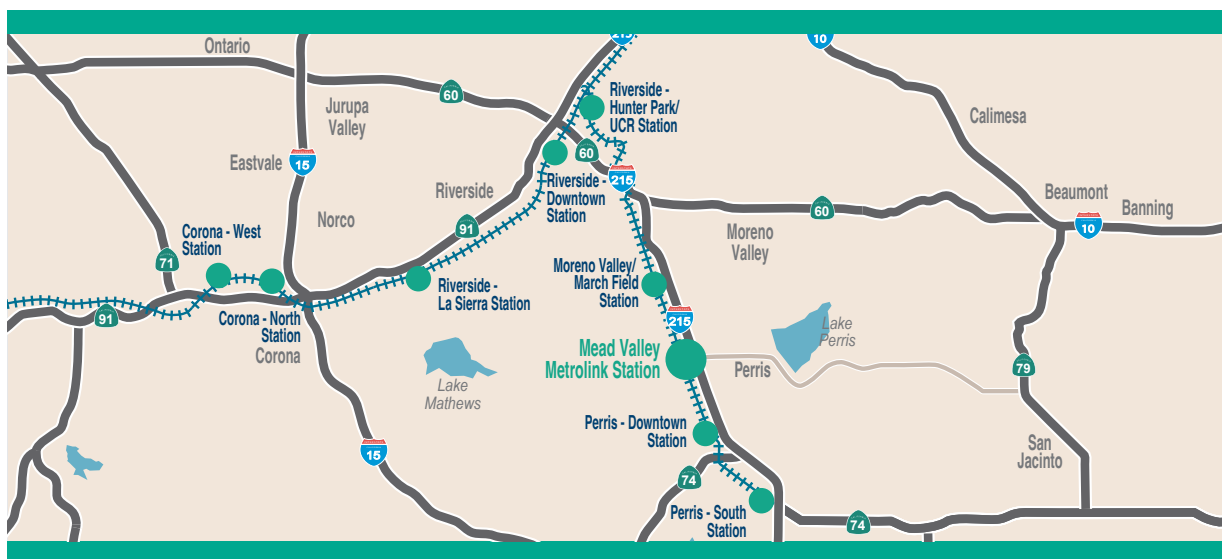 Ontario
215
10
60
Riverside -
Hunter Park/
UCR Station
Jurupa
Valley
Calimesa
Eastvale
15
60
Riverside -
Downtown
Station
215
Riverside
Beaumont
Banning
Norco
91
60
10
Corona - West
Station
71
Moreno
Valley
Moreno Valley/
March Field
Station
Riverside -
La Sierra Station
91
Corona - North
Station
Corona
215
Lake
Perris
Mead Valley
Metrolink Station
Perris
79
Lake
Mathews
Perris - Downtown
Station
15
San
Jacinto
74
Perris - South
Station
74